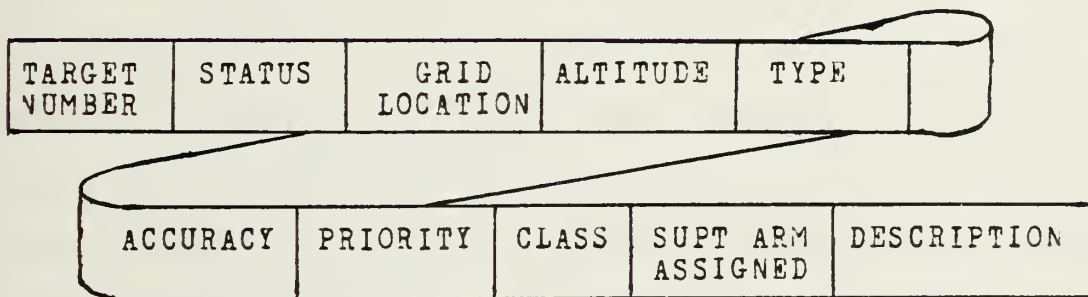 TARGET NUMBER
STATUS
GRID LOCATION
ALTITUDE
TYPE
ACCURACY
PRIORITY
CLASS
SUPT ARM ASSIGNED
DESCRIPTION